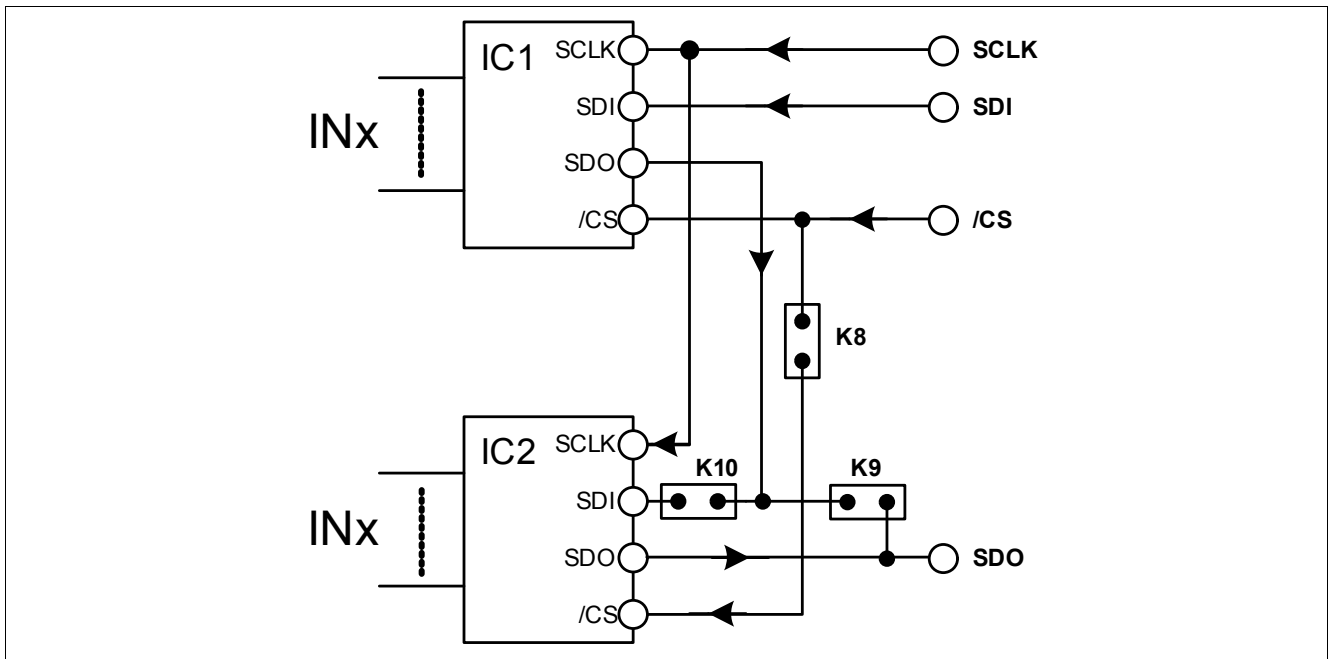 IC1
SCLK
SCLK
SDI
SDI
INx
SDO
/CS
/CS
K8
IC2
SCLK
K10
K9
SDI
INx
SDO
SDO
/CS